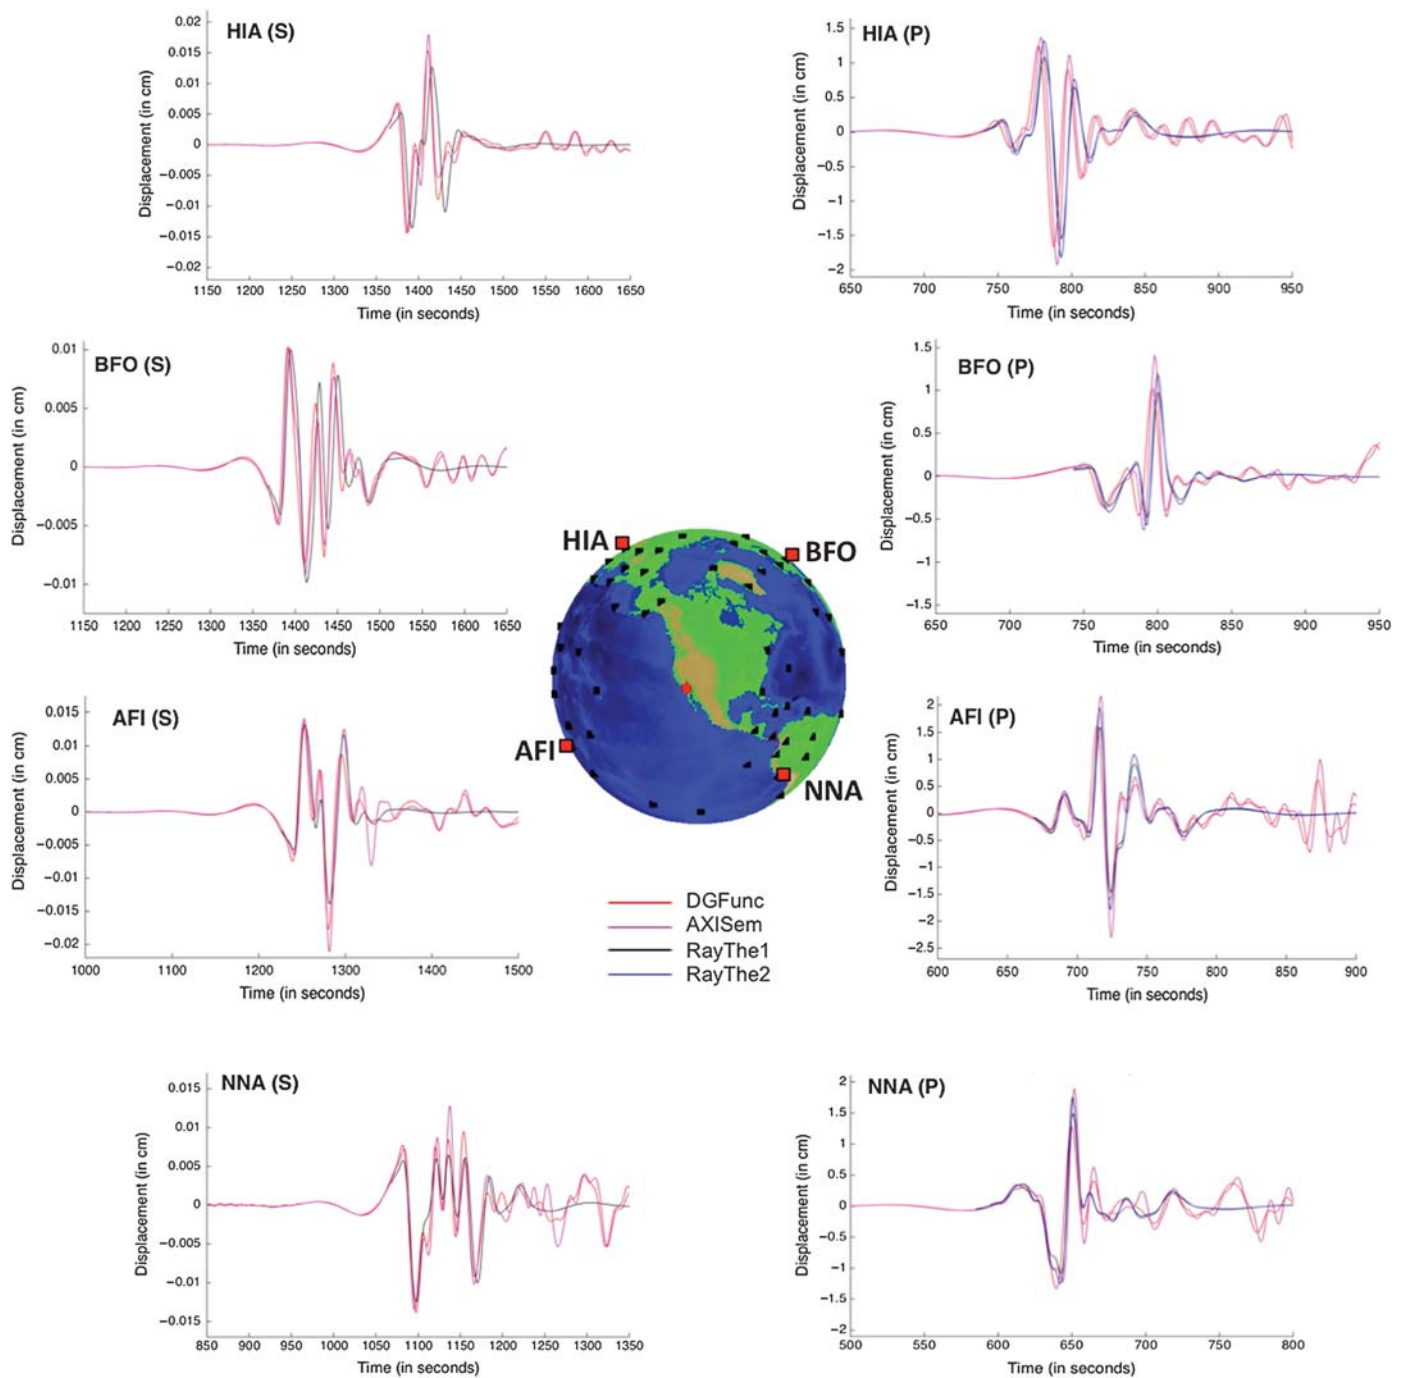 HIA (S)
Displacement (in cm)
0.02
0.015
0.01
0.005
0
−0.005
−0.01
−0.015
−0.02
1150 1200 1250 1300 1350 1400 1450 1500 1550 1600 1650
Time (in seconds)
HIA (P)
Displacement (in cm)
1.5
1
0.5
0
−0.5
−1
−1.5
−2
650 700 750 800 850 900 950
Time (in seconds)
BFO (S)
Displacement (in cm)
0.01
0.005
0
−0.005
−0.01
1150 1200 1250 1300 1350 1400 1450 1500 1550 1600 1650
Time (in seconds)
BFO (P)
Displacement (in cm)
1.5
1
0.5
0
−0.5
−1
−1.5
650 700 750 800 850 900 950
Time (in seconds)
HIA
BFO
AFI
NNA
AFI (S)
Displacement (in cm)
0.015
0.01
0.005
0
−0.005
−0.01
−0.015
−0.02
1000 1100 1200 1300 1400 1500
Time (in seconds)
DGFunc
AXISem
RayThe1
RayThe2
AFI (P)
Displacement (in cm)
2
1.5
1
0.5
0
−0.5
−1
−1.5
−2
−2.5
600 650 700 750 800 850 900
Time (in seconds)
NNA (S)
Displacement (in cm)
0.015
0.01
0.005
0
−0.005
−0.01
−0.015
850 900 950 1000 1050 1100 1150 1200 1250 1300 1350
Time (in seconds)
NNA (P)
Displacement (in cm)
2
1.5
1
0.5
0
−0.5
−1
−1.5
−2
500 550 600 650 700 750 800
Time (in seconds)